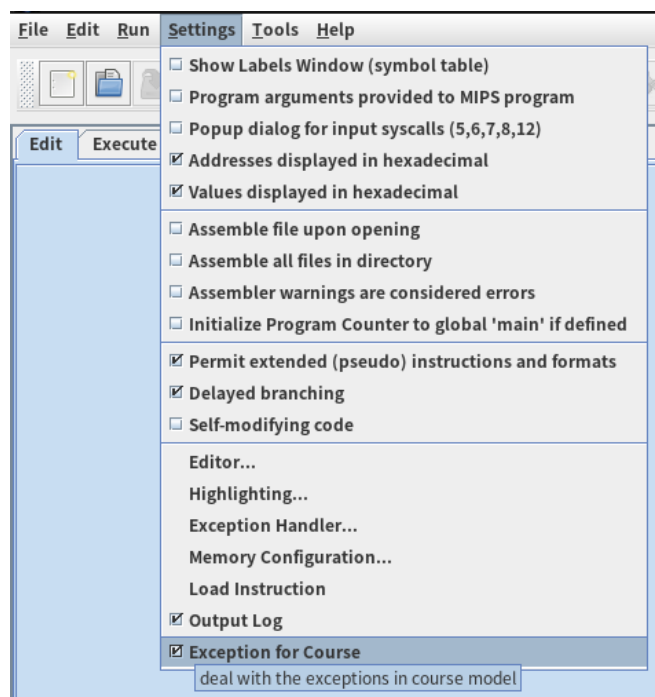 File Edit Run Settings Tools Help
Show Labels Window (symbol table)
Program arguments provided to MIPS program
Popup dialog for input syscalls (5,6,7,8,12)
Edit Execute
Addresses displayed in hexadecimal
Values displayed in hexadecimal
Assemble file upon opening
Assemble all files in directory
Assembler warnings are considered errors
Initialize Program Counter to global 'main' if defined
Permit extended (pseudo) instructions and formats
Delayed branching
Self-modifying code
Editor...
Highlighting...
Exception Handler...
Memory Configuration...
Load Instruction
Output Log
Exception for Course
deal with the exceptions in course model